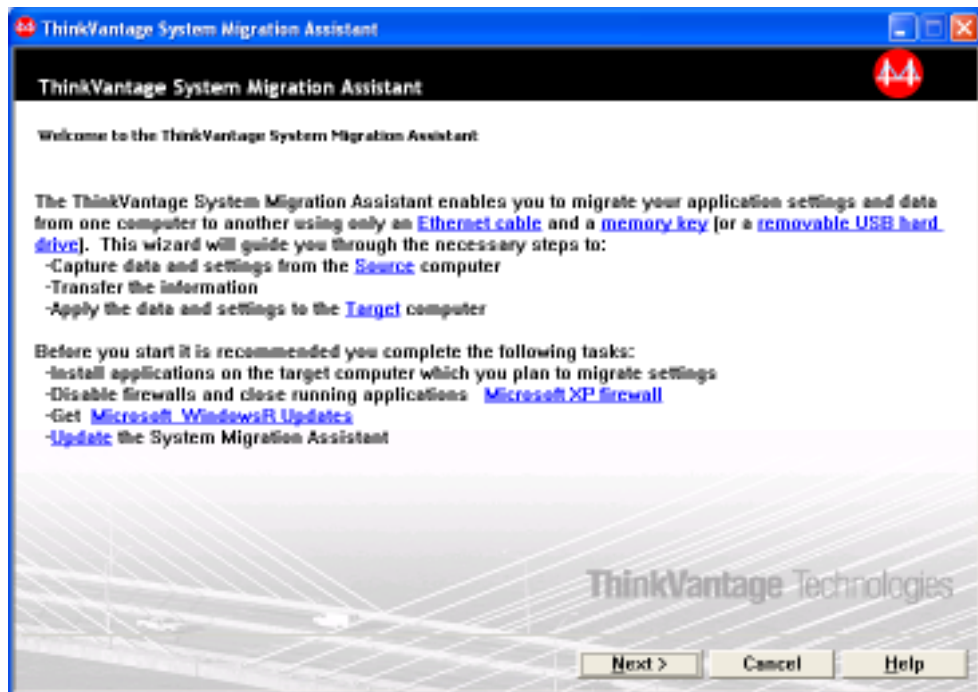 ThinkVantage System Migration Assistant
ThinkVantage System Migration Assistant
Welcome to the ThinkVantage System Migration Assistant
The ThinkVantage System Migration Assistant enables you to migrate your application settings and data
from one computer to another using only an Ethernet cable and a memory key (or a removable USB hard
drive). This wizard will guide you through the necessary steps to:
-Capture data and settings from the Source computer
-Transfer the information
-Apply the data and settings to the Target computer
Before you start it is recommended you complete the following tasks:
-Install applications on the target computer which you plan to migrate settings
-Disable firewalls and close running applications Microsoft XP firewall
-Get Microsoft WindowsR Updates
-Update the System Migration Assistant
ThinkVantage Technologies
Next >
Cancel
Help